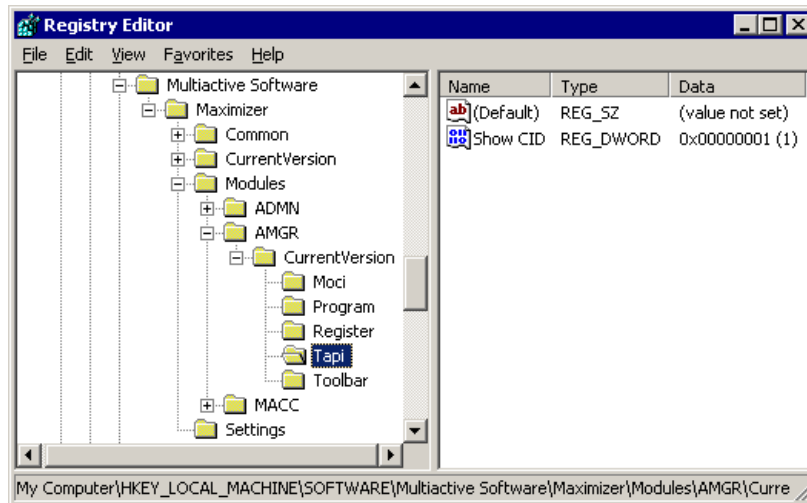 Registry Editor
File Edit View Favorites Help
Multiactive Software
Maximizer
Common
CurrentVersion
Modules
ADMN
AMGR
CurrentVersion
Moci
Program
Register
Tapi
Toolbar
MACC
Settings
Name Type Data
ab (Default) REG_SZ (value not set)
Show CID REG_DWORD 0x00000001 (1)
My Computer\HKEY_LOCAL_MACHINE\SOFTWARE\Multiactive Software\Maximizer\Modules\AMGR\Curre